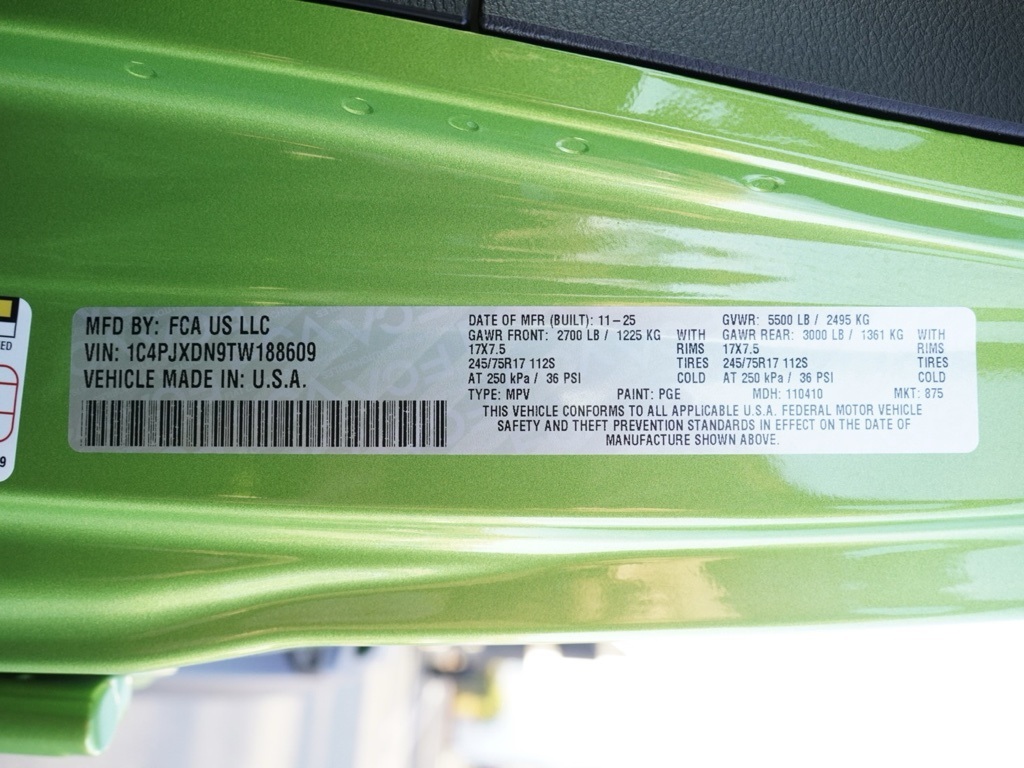 MFD BY: FCA US LLC
VIN: 1C4PJXDN9TW188609
VEHICLE MADE IN: U.S.A.
DATE OF MFR (BUILT): 11-25 GVWR: 5500 LB / 2495 KG
GAWR FRONT: 2700 LB / 1225 KG WITH GAWR REAR: 3000 LB / 1361 KG WITH
17X7.5 RIMS 17X7.5 RIMS
245/75R17 112S TIRES 245/75R17 112S TIRES
AT 250 kPa / 36 PSI COLD AT 250 kPa / 36 PSI COLD
TYPE: MPV PAINT: PGE MDH: 110410 MKT: 875
THIS VEHICLE CONFORMS TO ALL APPLICABLE U.S.A. FEDERAL MOTOR VEHICLE
SAFETY AND THEFT PREVENTION STANDARDS IN EFFECT ON THE DATE OF
MANUFACTURE SHOWN ABOVE.